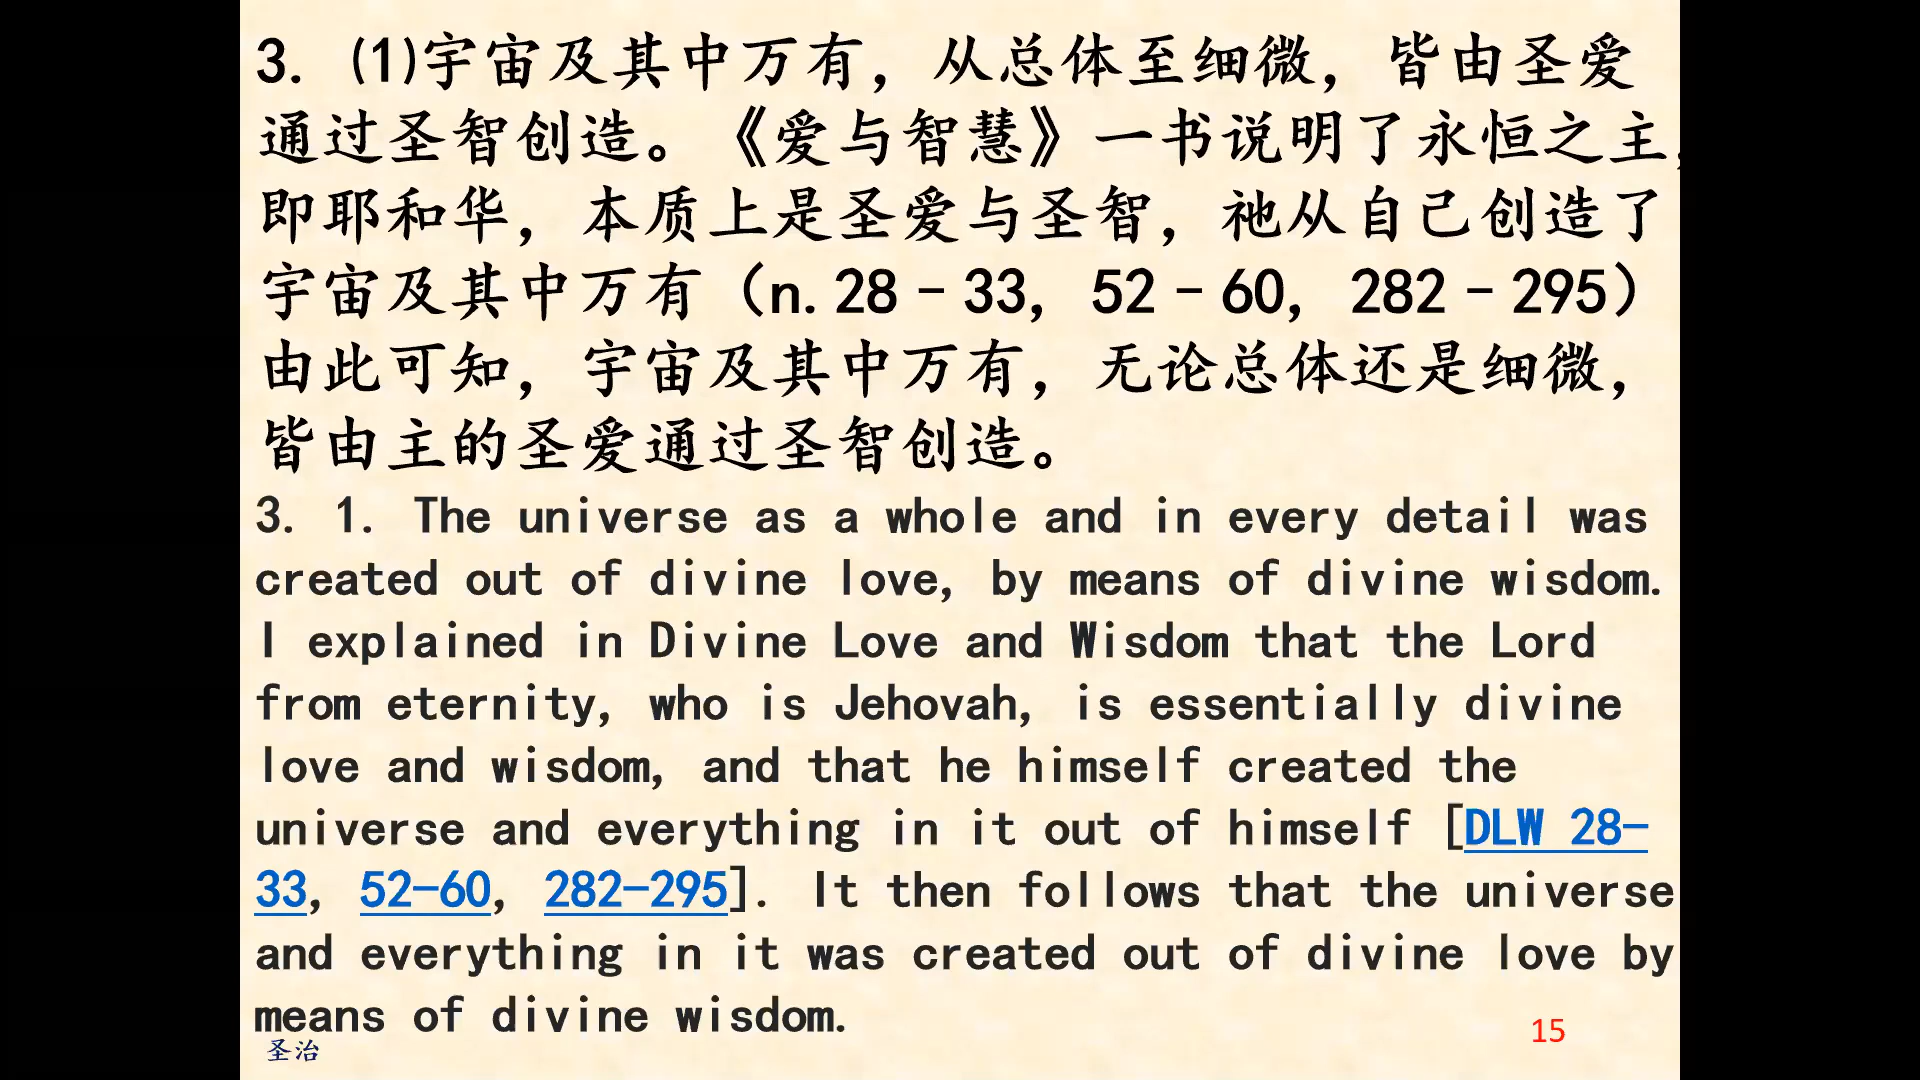 3. (1)宇宙及其中万有，从总体至细微，皆由圣爱
通过圣智创造。《爱与智慧》一书说明了永恒之主，
即耶和华，本质上是圣爱与圣智，祂从自己创造了
宇宙及其中万有（n.28–33, 52–60, 282–295）
由此可知，宇宙及其中万有，无论总体还是细微，
皆由主的圣爱通过圣智创造。
3. 1. The universe as a whole and in every detail was
created out of divine love, by means of divine wisdom.
I explained in Divine Love and Wisdom that the Lord
from eternity, who is Jehovah, is essentially divine
love and wisdom, and that he himself created the
universe and everything in it out of himself [DLW 28-
33, 52-60, 282-295]. It then follows that the universe
and everything in it was created out of divine love by
means of divine wisdom.
圣治
15